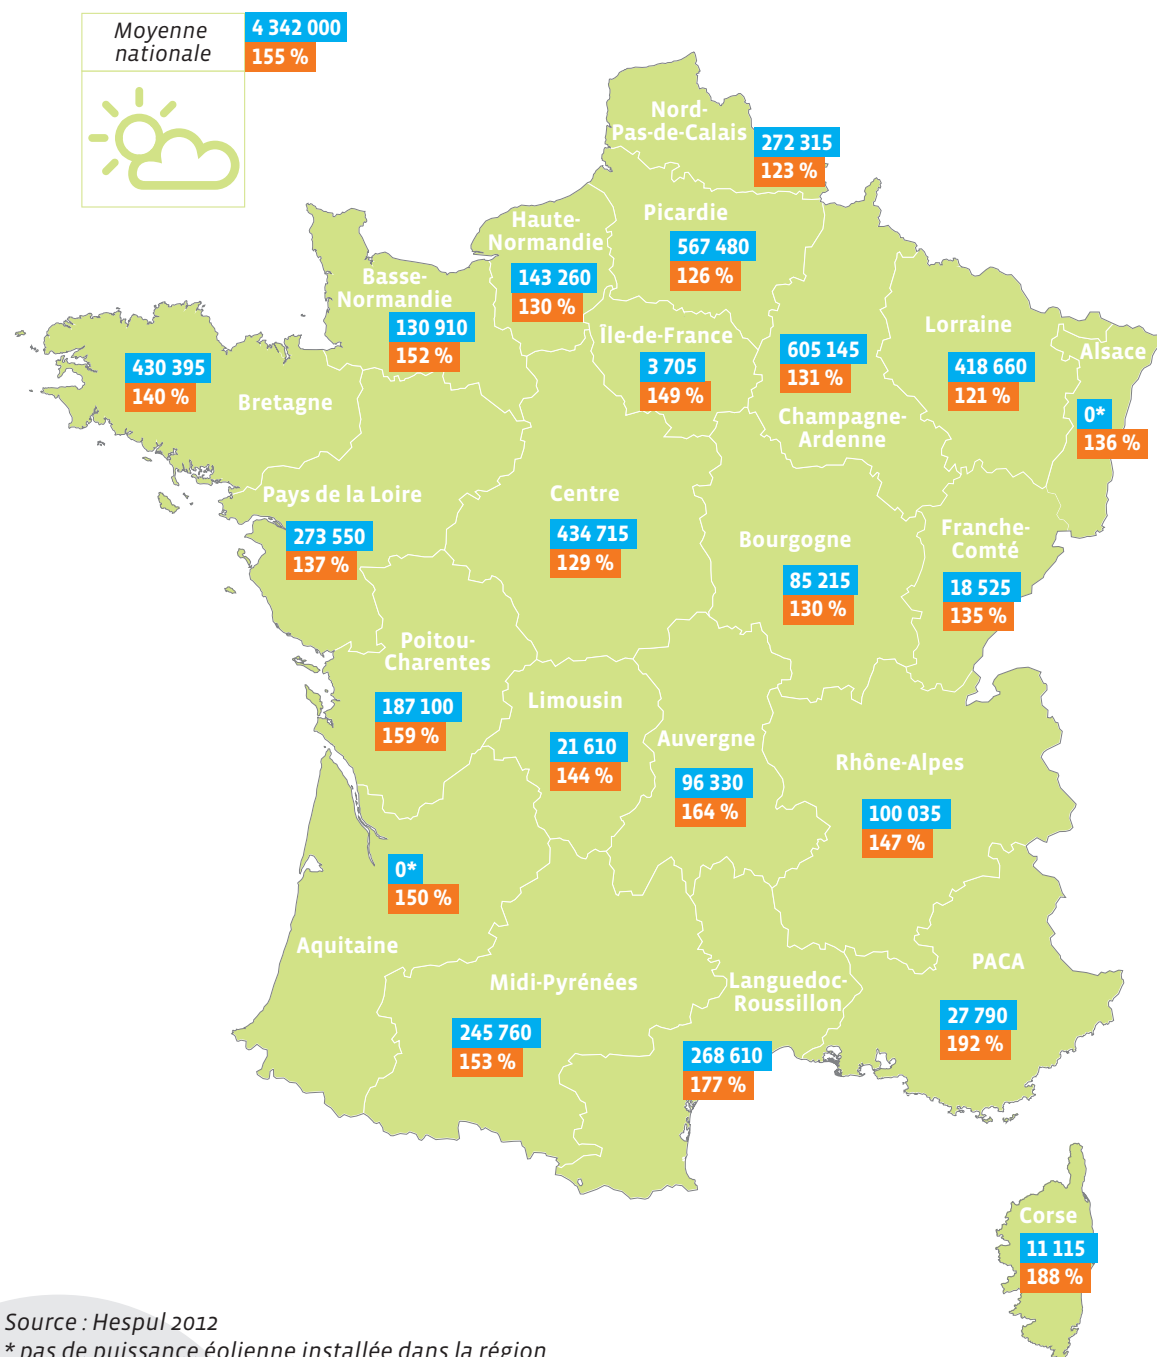 Moyenne
nationale
4 342 000
155 %
Nord-
Pas-de-Calais
272 315
123 %
Picardie
567 480
126 %
Haute-
Normandie
143 260
130 %
Basse-
Normandie
130 910
152 %
Île-de-France
3 705
149 %
605 145
131 %
Champagne-
Ardenne
Lorraine
418 660
121 %
Alsace
0*
136 %
430 395
140 %
Bretagne
Pays de la Loire
273 550
137 %
Centre
434 715
129 %
Bourgogne
85 215
130 %
Franche-
Comté
18 525
135 %
Poitou-
Charentes
187 100
159 %
Limousin
21 610
144 %
Auvergne
96 330
164 %
Rhône-Alpes
100 035
147 %
0*
150 %
Aquitaine
Midi-Pyrénées
245 760
153 %
Languedoc-
Roussillon
268 610
177 %
PACA
27 790
192 %
Corse
11 115
188 %
Source : Hespul 2012
* pas de puissance éolienne installée dans la région